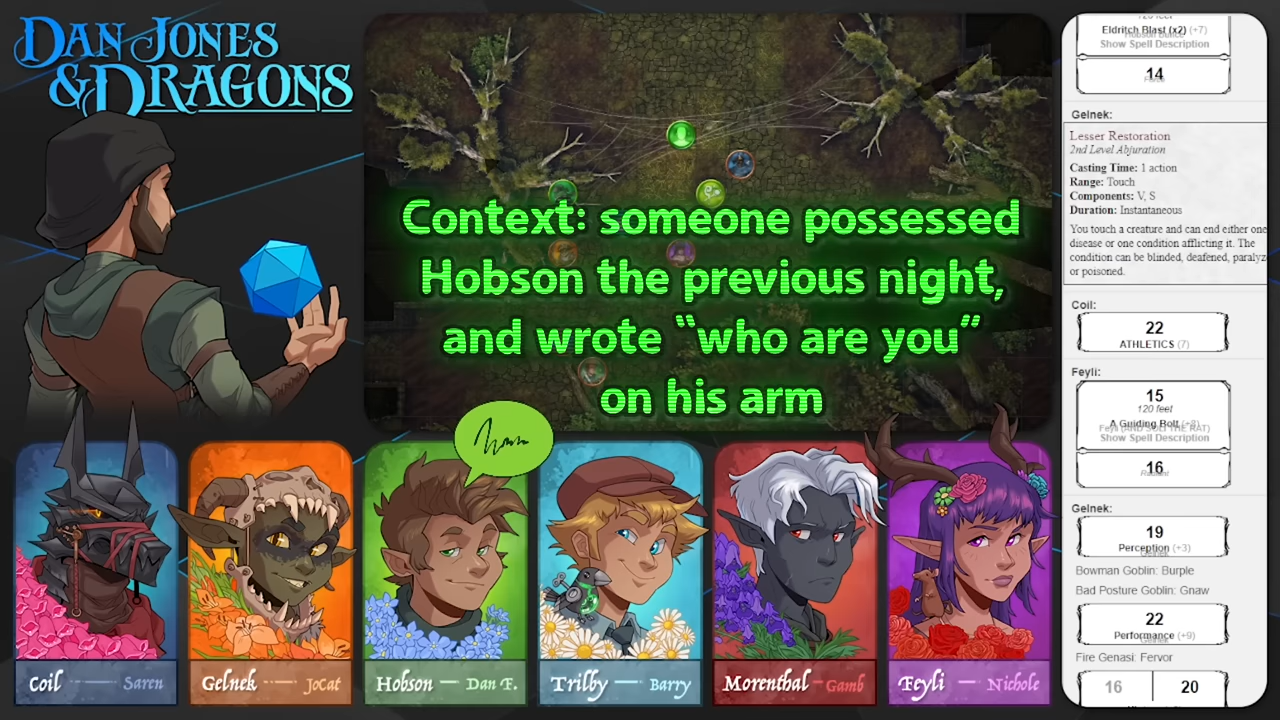 DAN JONES
& DRAGONS
Context: someone possessed
Hobson the previous night,
and wrote “who are you”
on his arm
Coil — Saren
Gelnek — JoCat
Hobson — Dan F.
Trilby — Barry
Morenthal — Gamb
Feyli — Nichole
120 feet
Eldritch Blast (x2) (+7)
Show Spell Description
14
Gelnek:
Lesser Restoration
2nd Level Abjuration
Casting Time: 1 action
Range: Touch
Components: V, S
Duration: Instantaneous
You touch a creature and can end either one
disease or one condition afflicting it. The
condition can be blinded, deafened, paralyz
or poisoned.
Coil:
22
ATHLETICS (7)
Feyli:
15
120 feet
A Guiding Bolt (+8)
Show Spell Description
16
Gelnek:
19
Perception (+3)
Bowman Goblin: Burple
Bad Posture Goblin: Gnaw
22
Performance (+9)
Fire Genasi: Fervor
16 20